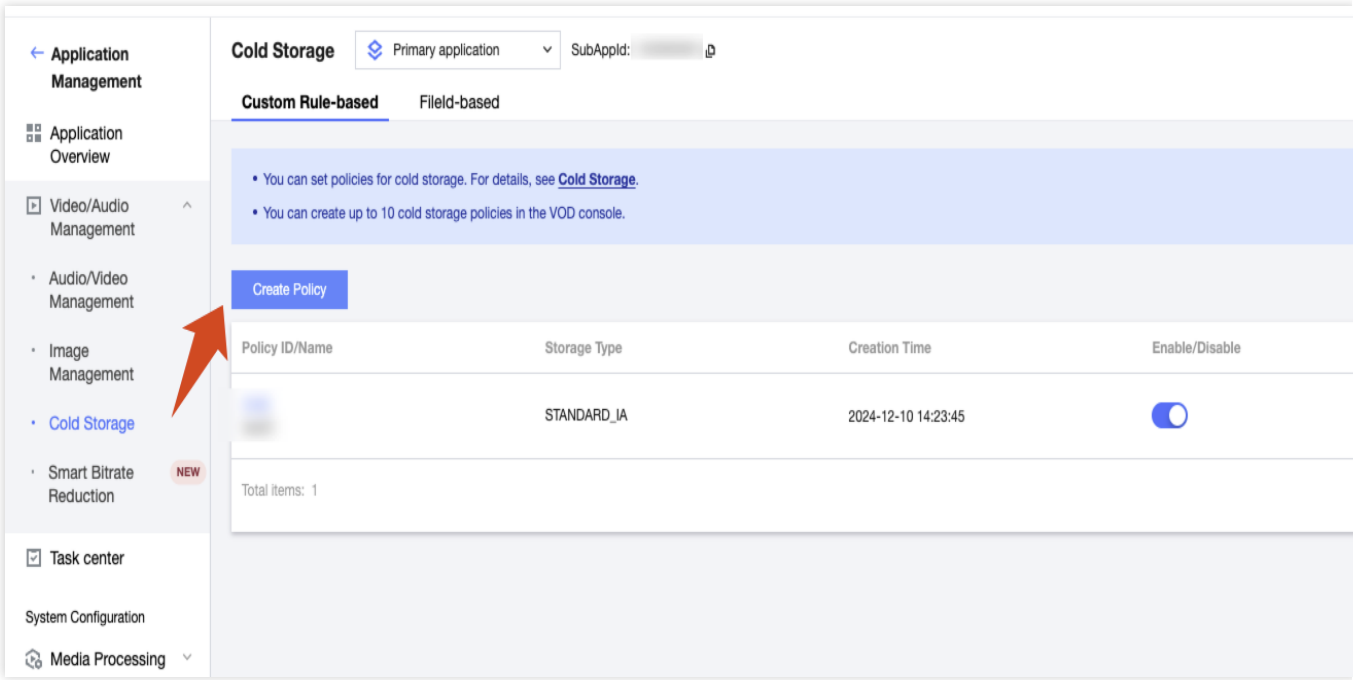 Application
Management
Application
Overview
Video/Audio
Management
Audio/Video
Management
Image
Management
Cold Storage
Smart Bitrate
Reduction
NEW
Task center
System Configuration
Media Processing
Cold Storage
Primary application
SubAppId:
Custom Rule-based
FileId-based
• You can set policies for cold storage. For details, see Cold Storage.
• You can create up to 10 cold storage policies in the VOD console.
Create Policy
Policy ID/Name Storage Type Creation Time Enable/Disable
STANDARD_IA 2024-12-10 14:23:45
Total items: 1